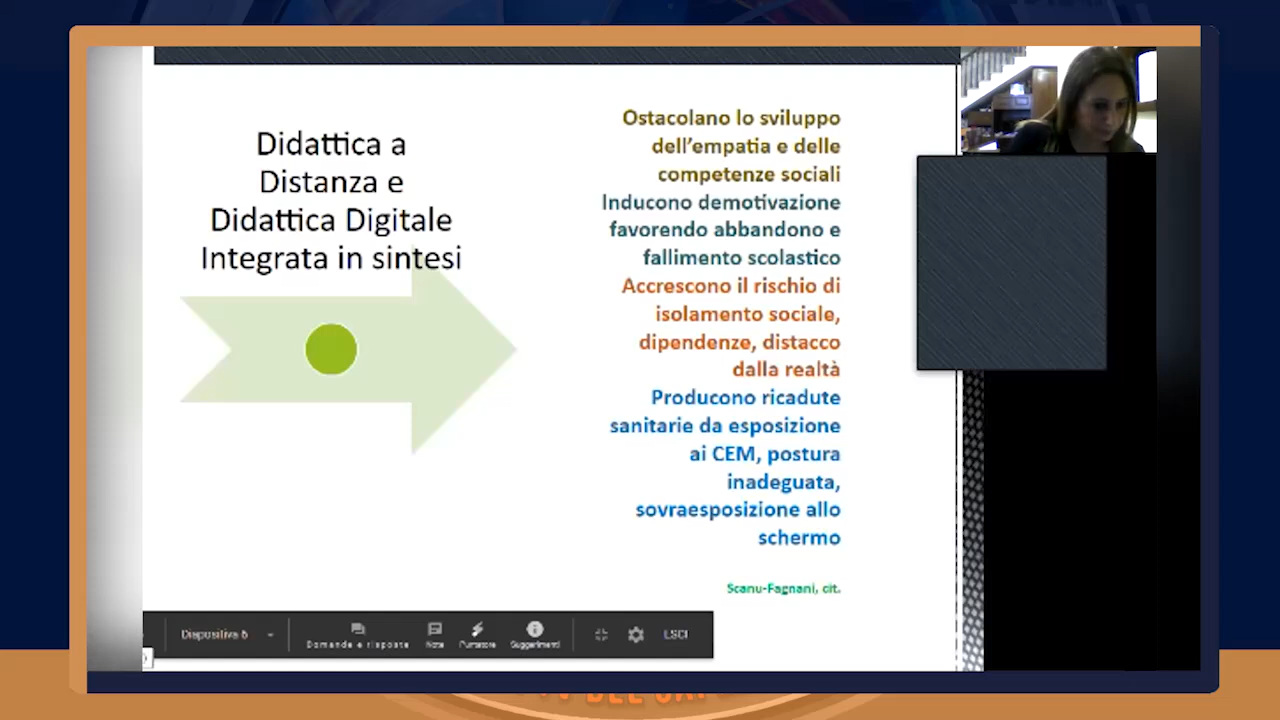 Didattica a
Distanza e
Didattica Digitale
Integrata in sintesi
Ostacolano lo sviluppo
dell'empatia e delle
competenze sociali
Inducono demotivazione
favorendo abbandono e
fallimento scolastico
Accrescono il rischio di
isolamento sociale,
dipendenze, distacco
dalla realtà
Producono ricadute
sanitarie da esposizione
ai CEM, postura
inadeguata,
sovraesposizione allo
schermo
Scanu-Fagnani, cit.
Diapositiva 6
Domande e risposte
Note
Puntatore
Suggerimenti
ESCI